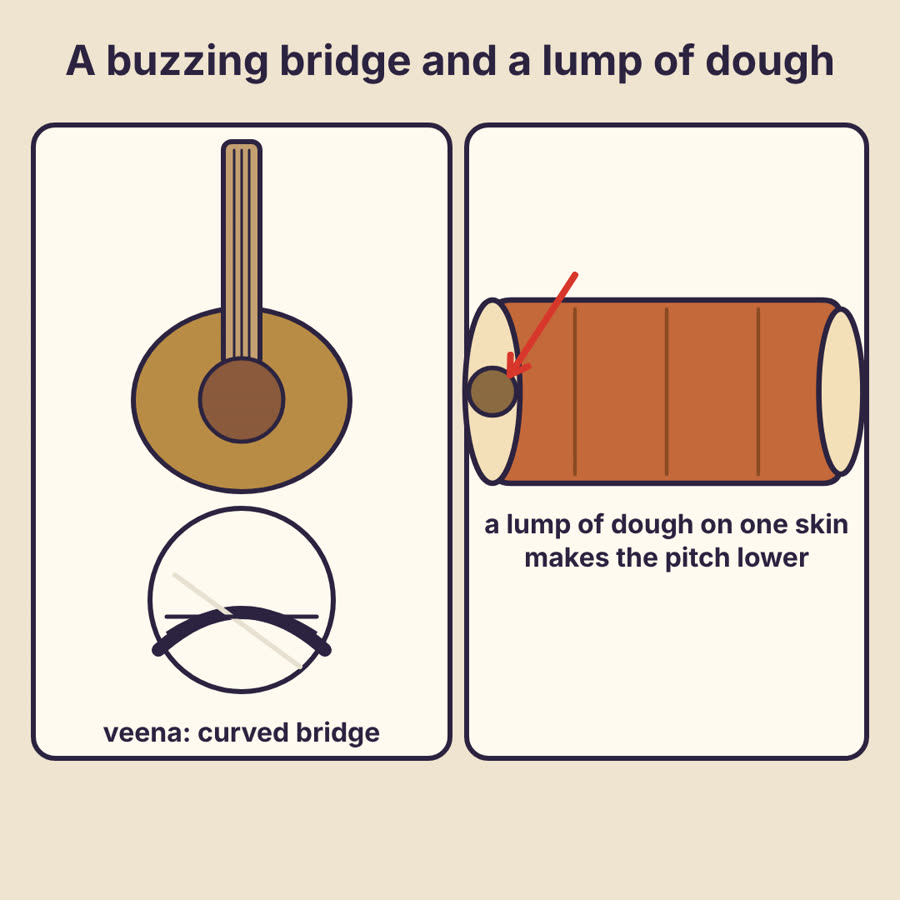 A buzzing bridge and a lump of dough
veena: curved bridge
a lump of dough on one skin
makes the pitch lower